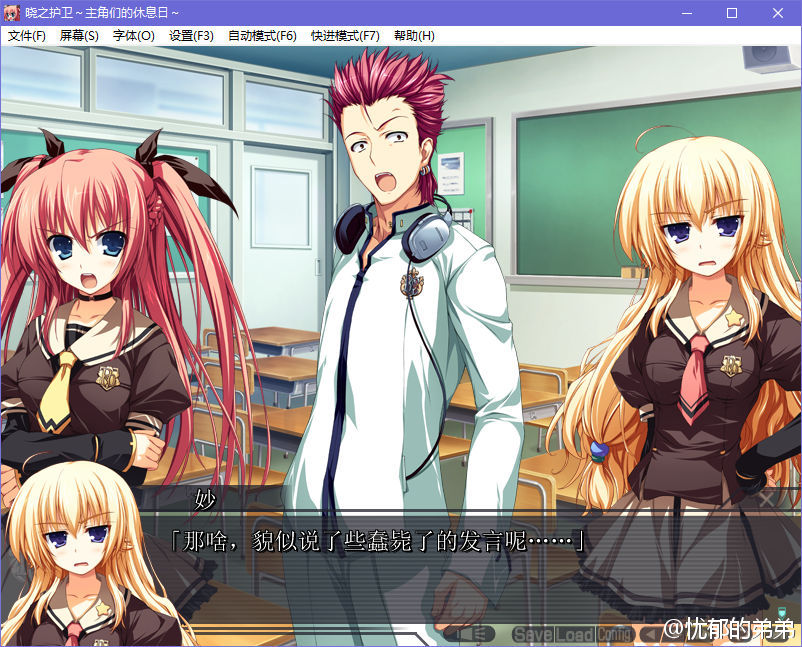 晓之护卫～主角们的休息日～
文件(F) 屏幕(S) 字体(O) 设置(F3) 自动模式(F6) 快进模式(F7) 帮助(H)
妙
「那啥，貌似说了些蠢毙了的发言呢……」
Save Load Config
@忧郁的弟弟